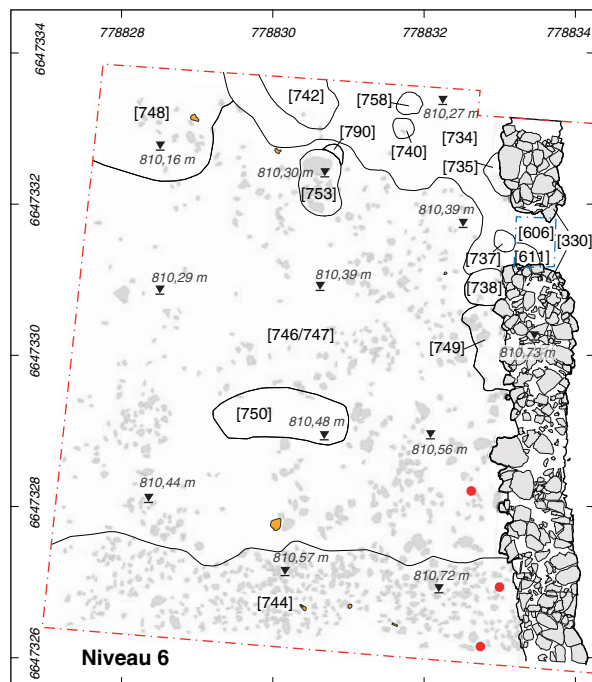 778828 778830 778832 778834
6647334
[742]
[758]
[748]
810,27 m
[790]
[734]
[740]
810,16 m
810,30 m
[735]
6647332
[753]
810,39 m
[606]
[330]
[737]
[611]
810,29 m
810,39 m
[738]
[746/747]
6647330
[749]
810,73 m
[750]
810,48 m
810,56 m
810,44 m
6647328
810,57 m
810,72 m
[744]
6647326
Niveau 6